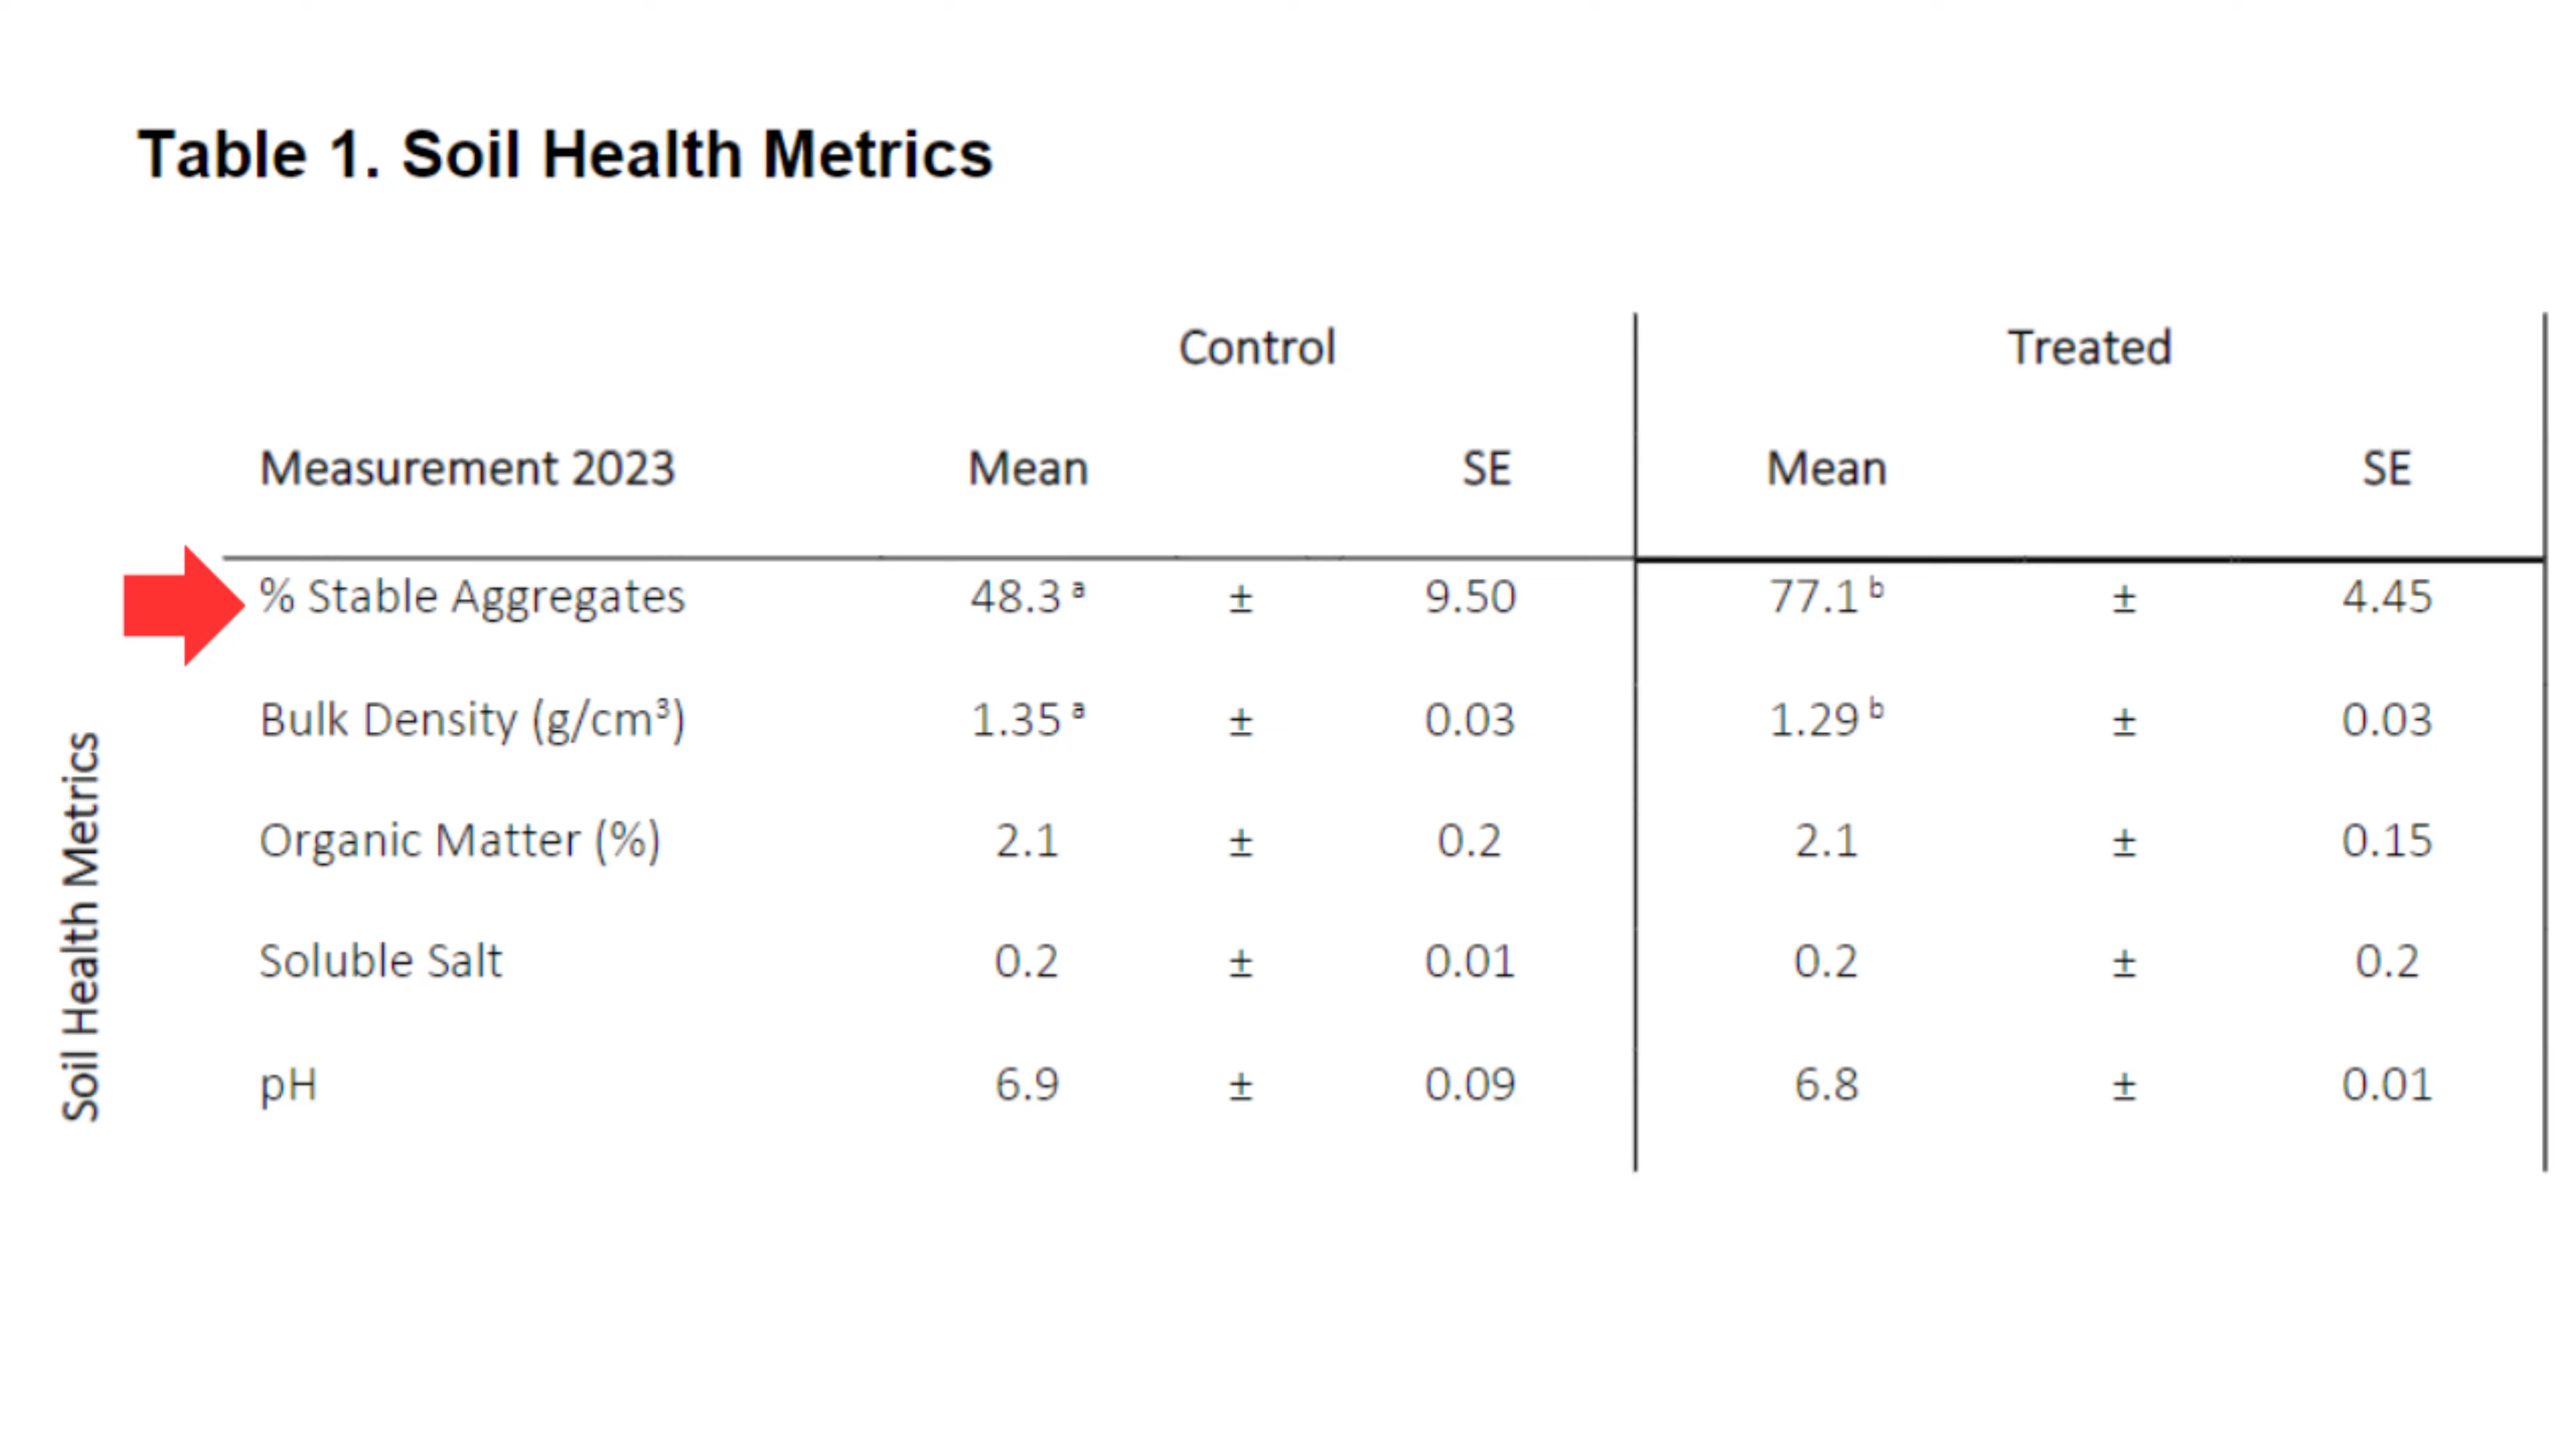 Table 1. Soil Health Metrics
Control Treated
Measurement 2023 Mean SE Mean SE
% Stable Aggregates 48.3 ª ± 9.50 77.1 ᵇ ± 4.45
Bulk Density (g/cm³) 1.35 ª ± 0.03 1.29 ᵇ ± 0.03
Organic Matter (%) 2.1 ± 0.2 2.1 ± 0.15
Soluble Salt 0.2 ± 0.01 0.2 ± 0.2
pH 6.9 ± 0.09 6.8 ± 0.01
Soil Health Metrics